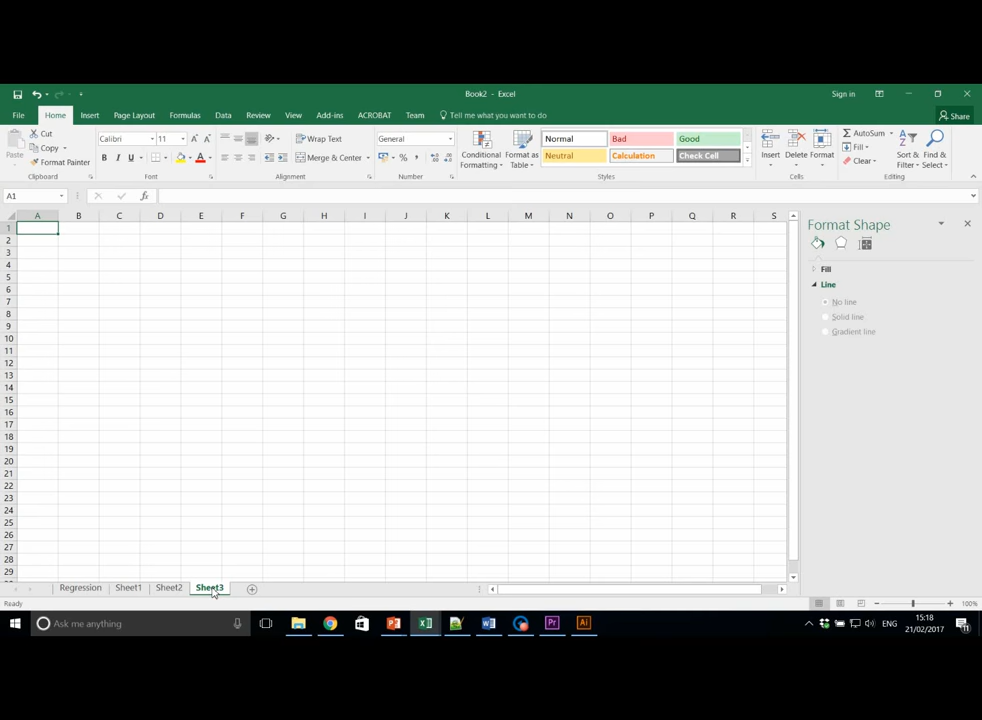 Book2 - Excel
Sign in
File Home Insert Page Layout Formulas Data Review View Add-ins ACROBAT Team Tell me what you want to do
Share
Paste
Cut
Copy
Format Painter
Clipboard
Calibri 11
B I U
Font
Wrap Text
Merge & Center
Alignment
General
Number
Conditional Formatting
Format as Table
Normal Bad Good
Neutral Calculation Check Cell
Styles
Insert Delete Format
Cells
AutoSum
Fill
Clear
Sort & Filter
Find & Select
Editing
A1
fx
A B C D E F G H I J K L M N O P Q R S
1
2
3
4
5
6
7
8
9
10
11
12
13
14
15
16
17
18
19
20
21
22
23
24
25
26
27
28
29
Format Shape
Fill
Line
No line
Solid line
Gradient line
Regression Sheet1 Sheet2 Sheet3
Ready
100%
Ask me anything
ENG
15:18
21/02/2017